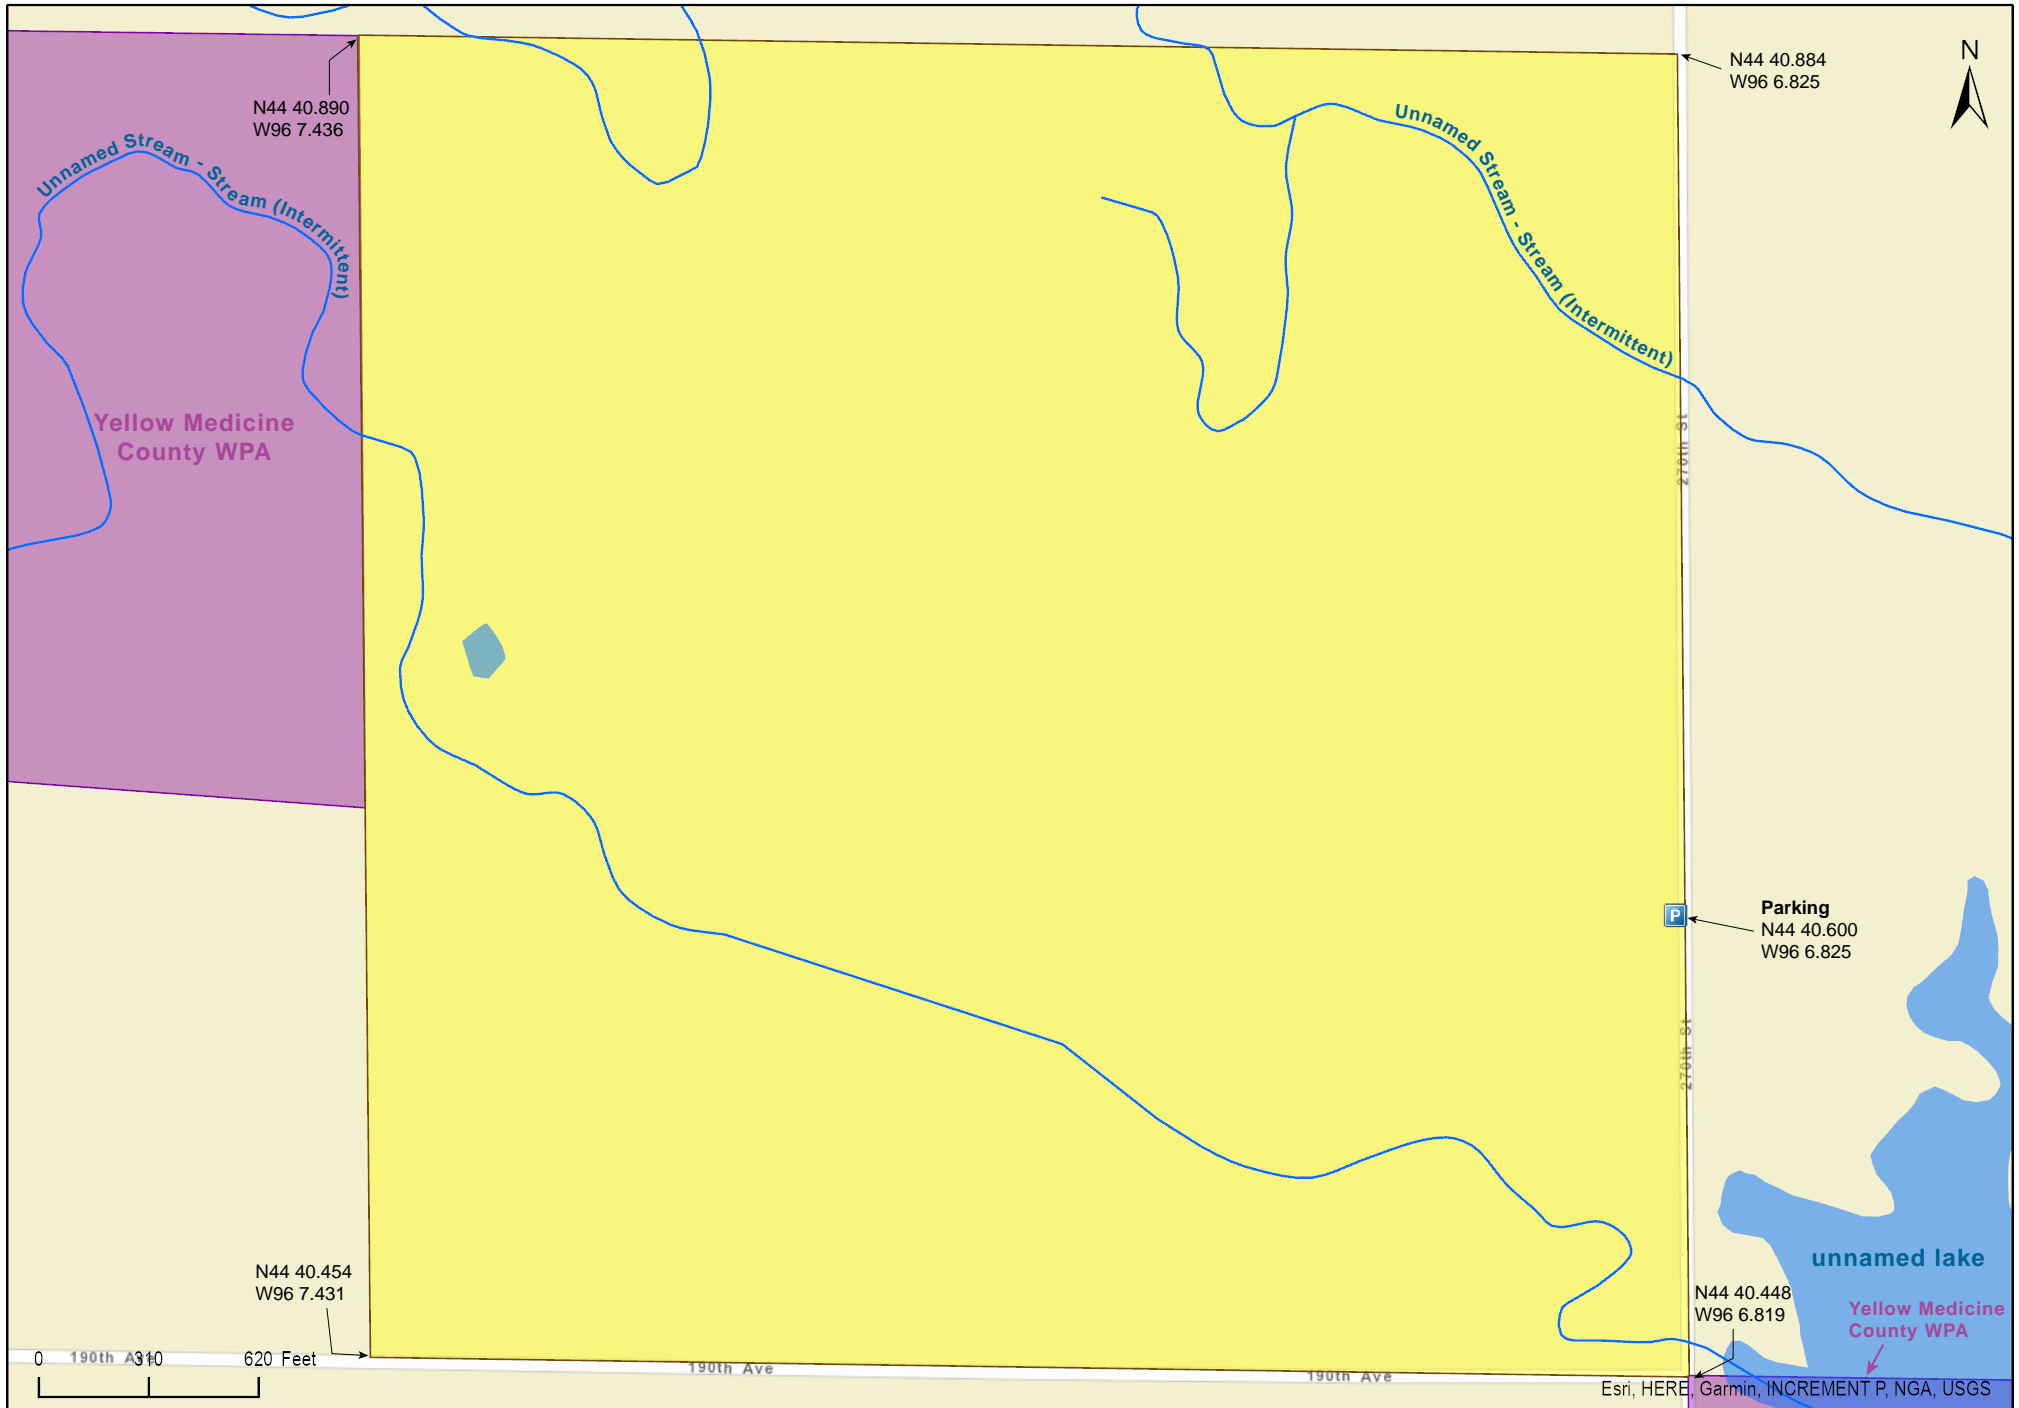 N
N44 40.884
W96 6.825
N44 40.890
W96 7.436
Unnamed Stream - Stream (Intermittent)
Unnamed Stream - Stream (Intermittent)
Yellow Medicine
County WPA
270th St
P
Parking
N44 40.600
W96 6.825
270th St
unnamed lake
N44 40.454
W96 7.431
N44 40.448
W96 6.819
Yellow Medicine
County WPA
0 310 620 Feet
190th Ave
190th Ave
190th Ave
Esri, HERE, Garmin, INCREMENT P, NGA, USGS